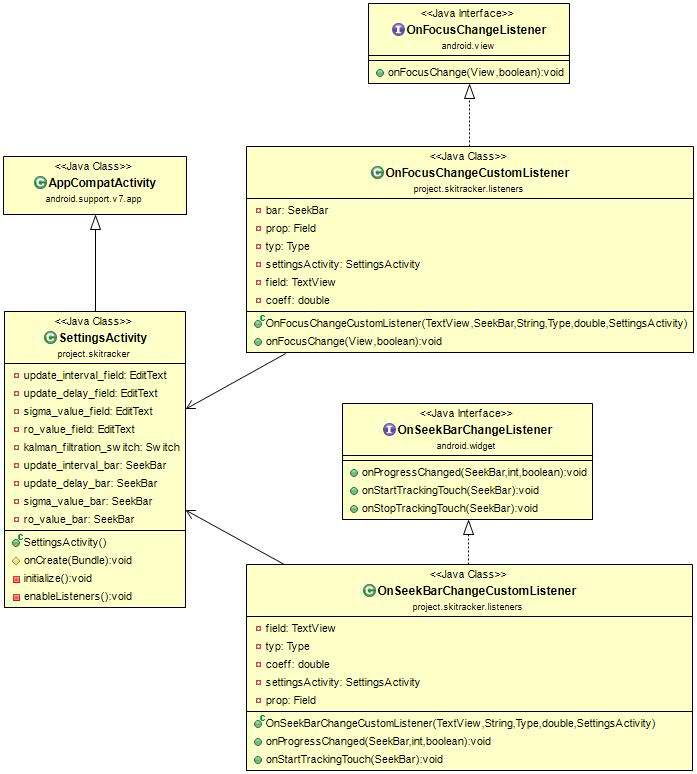 <<Java Interface>>
OnFocusChangeListener
android.view
onFocusChange(View,boolean):void
<<Java Class>>
AppCompatActivity
android.support.v7.app
<<Java Class>>
OnFocusChangeCustomListener
project.skitracker.listeners
bar: SeekBar
prop: Field
typ: Type
settingsActivity: SettingsActivity
field: TextView
coeff: double
OnFocusChangeCustomListener(TextView,SeekBar,String,Type,double,SettingsActivity)
onFocusChange(View,boolean):void
<<Java Class>>
SettingsActivity
project.skitracker
update_interval_field: EditText
update_delay_field: EditText
sigma_value_field: EditText
ro_value_field: EditText
kalman_filtration_switch: Switch
update_interval_bar: SeekBar
update_delay_bar: SeekBar
sigma_value_bar: SeekBar
ro_value_bar: SeekBar
SettingsActivity()
onCreate(Bundle):void
initialize():void
enableListeners():void
<<Java Interface>>
OnSeekBarChangeListener
android.widget
onProgressChanged(SeekBar,int,boolean):void
onStartTrackingTouch(SeekBar):void
onStopTrackingTouch(SeekBar):void
<<Java Class>>
OnSeekBarChangeCustomListener
project.skitracker.listeners
field: TextView
typ: Type
coeff: double
settingsActivity: SettingsActivity
prop: Field
OnSeekBarChangeCustomListener(TextView,String,Type,double,SettingsActivity)
onProgressChanged(SeekBar,int,boolean):void
onStartTrackingTouch(SeekBar):void